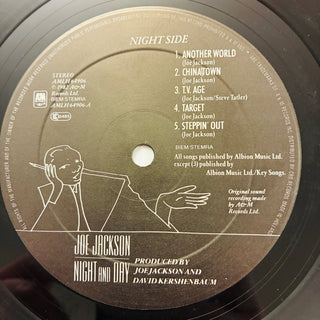 NIGHT SIDE
STEREO
AMLH 64906
℗ 1982 A&M
Records Ltd.
BIEM STEMRA
AMLH 64906-A
1. ANOTHER WORLD
(Joe Jackson)
2. CHINATOWN
(Joe Jackson)
3. T.V. AGE
(Joe Jackson/Steve Tatler)
4. TARGET
(Joe Jackson)
5. STEPPIN' OUT
(Joe Jackson)
BIEM STEMRA
All songs published by Albion Music Ltd.
except (3) published by
Albion Music Ltd./Key Songs.
Original sound
recording made
by A&M
Records Ltd.
JOE JACKSON
NIGHT AND DAY
PRODUCED BY
JOE JACKSON AND
DAVID KERSHENBAUM